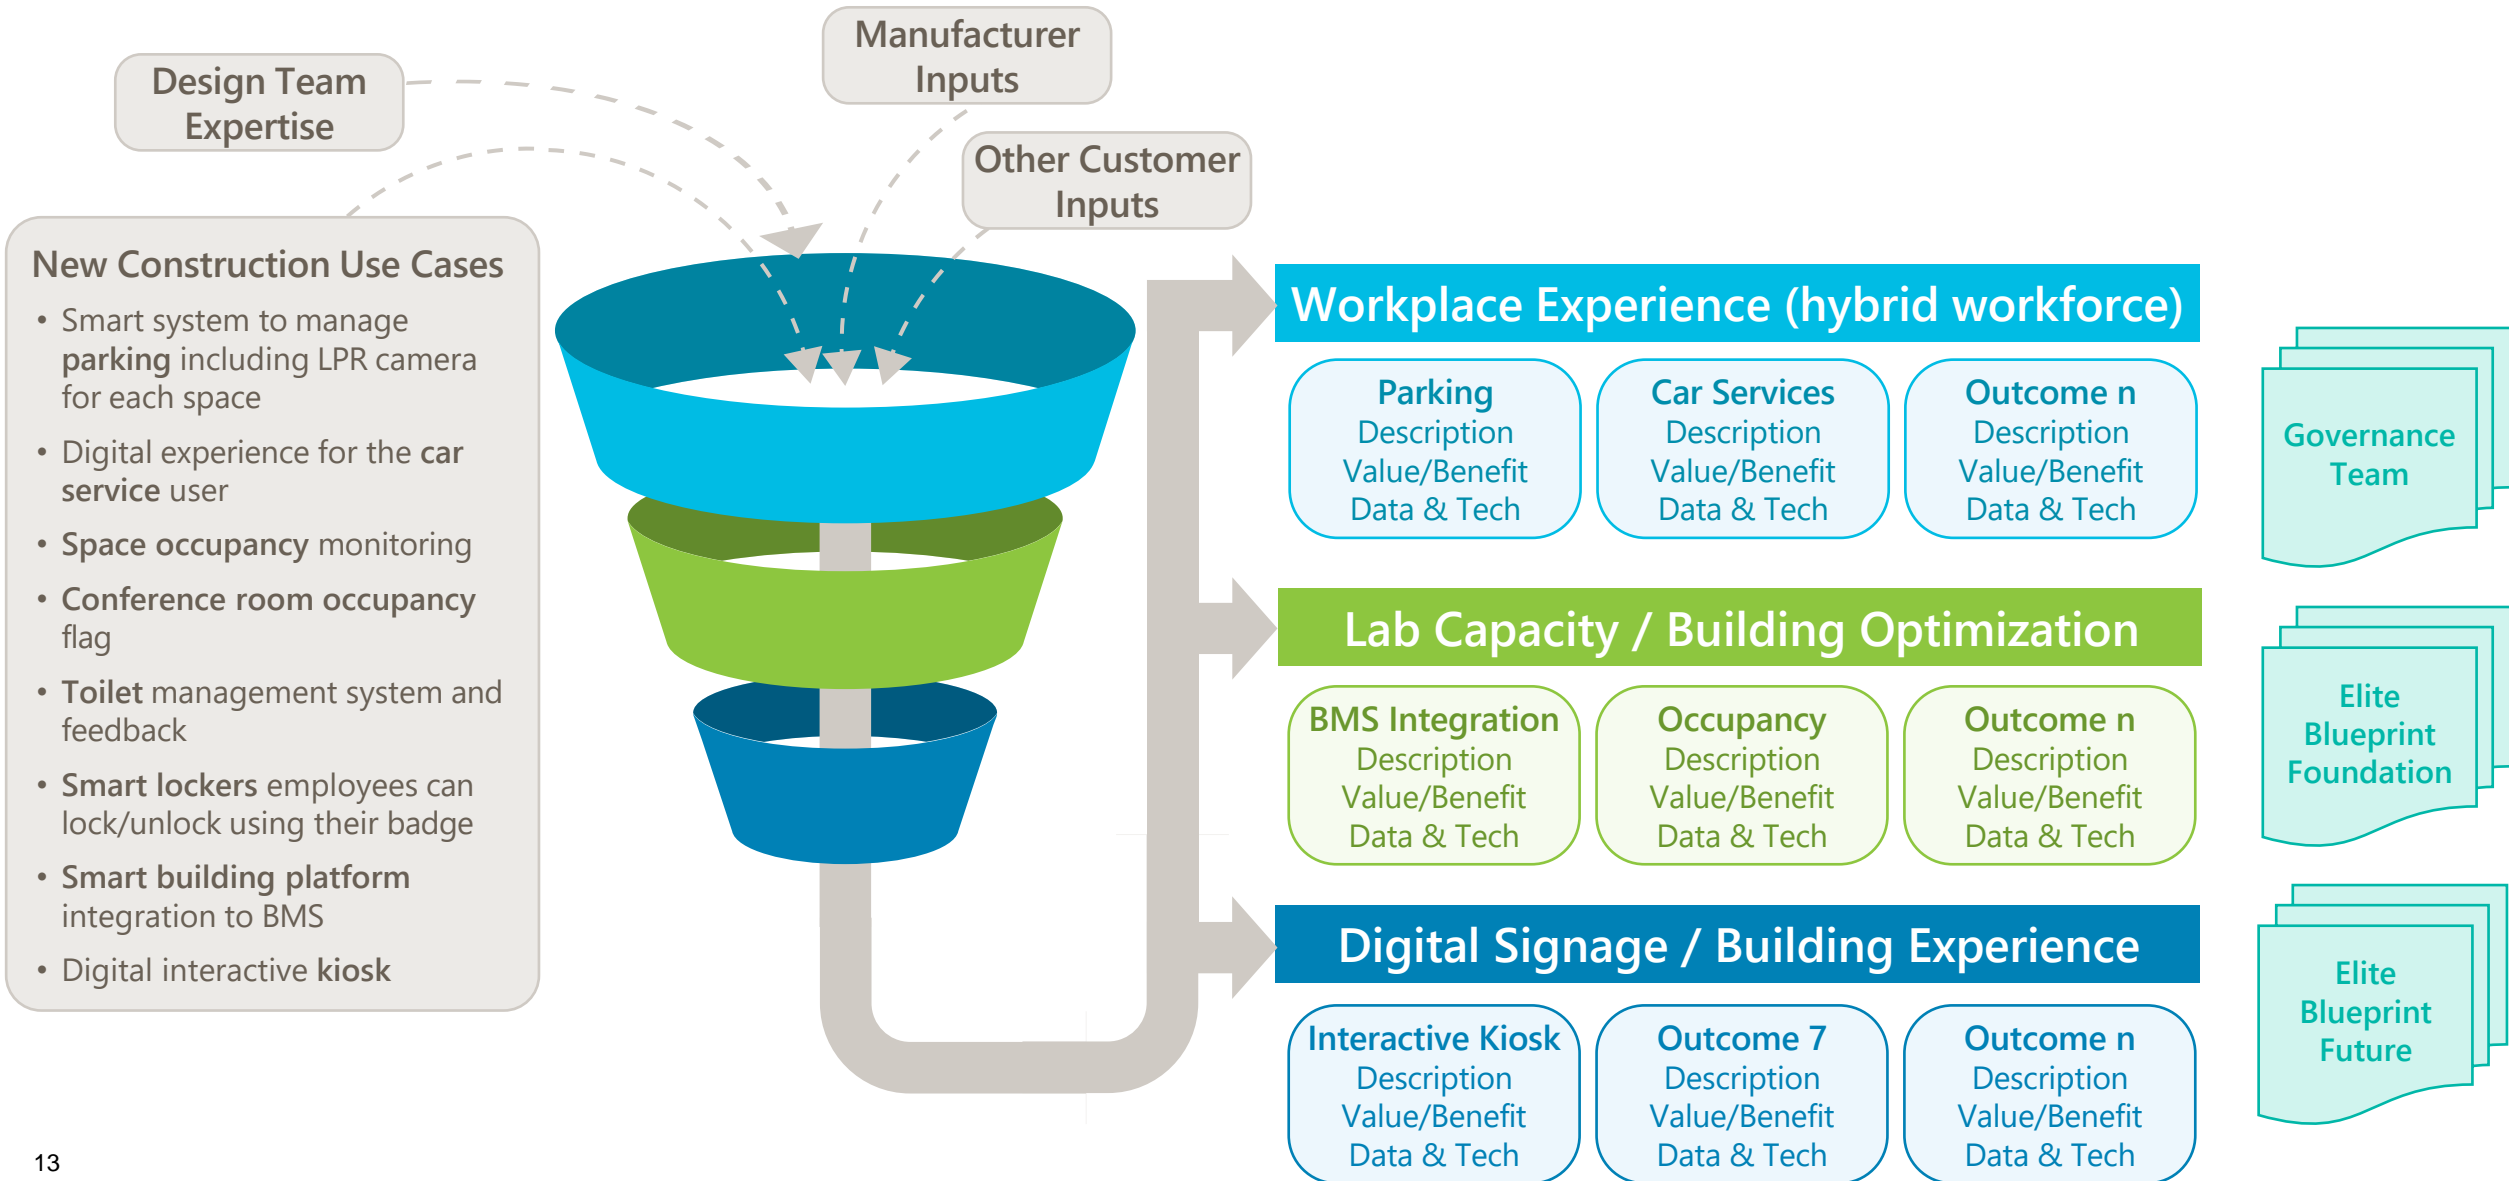 Design Team
Expertise
Manufacturer
Inputs
Other Customer
Inputs
New Construction Use Cases
• Smart system to manage
parking including LPR camera
for each space
• Digital experience for the car
service user
• Space occupancy monitoring
• Conference room occupancy
flag
• Toilet management system and
feedback
• Smart lockers employees can
lock/unlock using their badge
• Smart building platform
integration to BMS
• Digital interactive kiosk
Workplace Experience (hybrid workforce)
Parking
Description
Value/Benefit
Data & Tech
Car Services
Description
Value/Benefit
Data & Tech
Outcome n
Description
Value/Benefit
Data & Tech
Lab Capacity / Building Optimization
BMS Integration
Description
Value/Benefit
Data & Tech
Occupancy
Description
Value/Benefit
Data & Tech
Outcome n
Description
Value/Benefit
Data & Tech
Digital Signage / Building Experience
Interactive Kiosk
Description
Value/Benefit
Data & Tech
Outcome 7
Description
Value/Benefit
Data & Tech
Outcome n
Description
Value/Benefit
Data & Tech
Governance
Team
Elite
Blueprint
Foundation
Elite
Blueprint
Future
13